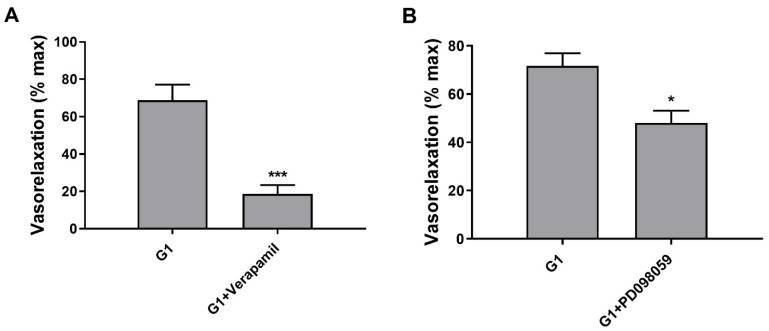 A
Vasorelaxation (% max)
100
80
60
40
20
0
***
G1
G1+Verapamil
B
Vasorelaxation (% max)
80
60
40
20
0
*
G1
G1+PD098059